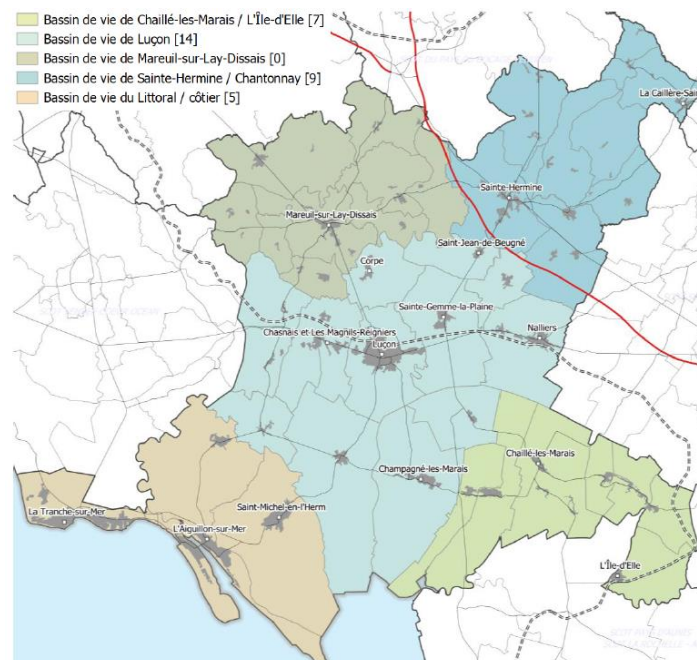 Bassin de vie de Chaillé-les-Marais / L'Île-d'Elle [7]
Bassin de vie de Luçon [14]
Bassin de vie de Mareuil-sur-Lay-Dissais [0]
Bassin de vie de Sainte-Hermine / Chantonnay [9]
Bassin de vie du Littoral / côtier [5]
La Caillère-Sain
Sainte-Hermine
Mareuil-sur-Lay-Dissais
Saint-Jean-de-Beugné
Corpe
Sainte-Gemme-la-Plaine
Nalliers
Chasnais et Les Magnils-Reigniers
Luçon
Chaillé-les-Marais
Champagné-les-Marais
Saint-Michel-en-l'Herm
La Tranche-sur-Mer
L'Aiguillon-sur-Mer
L'Île-d'Elle